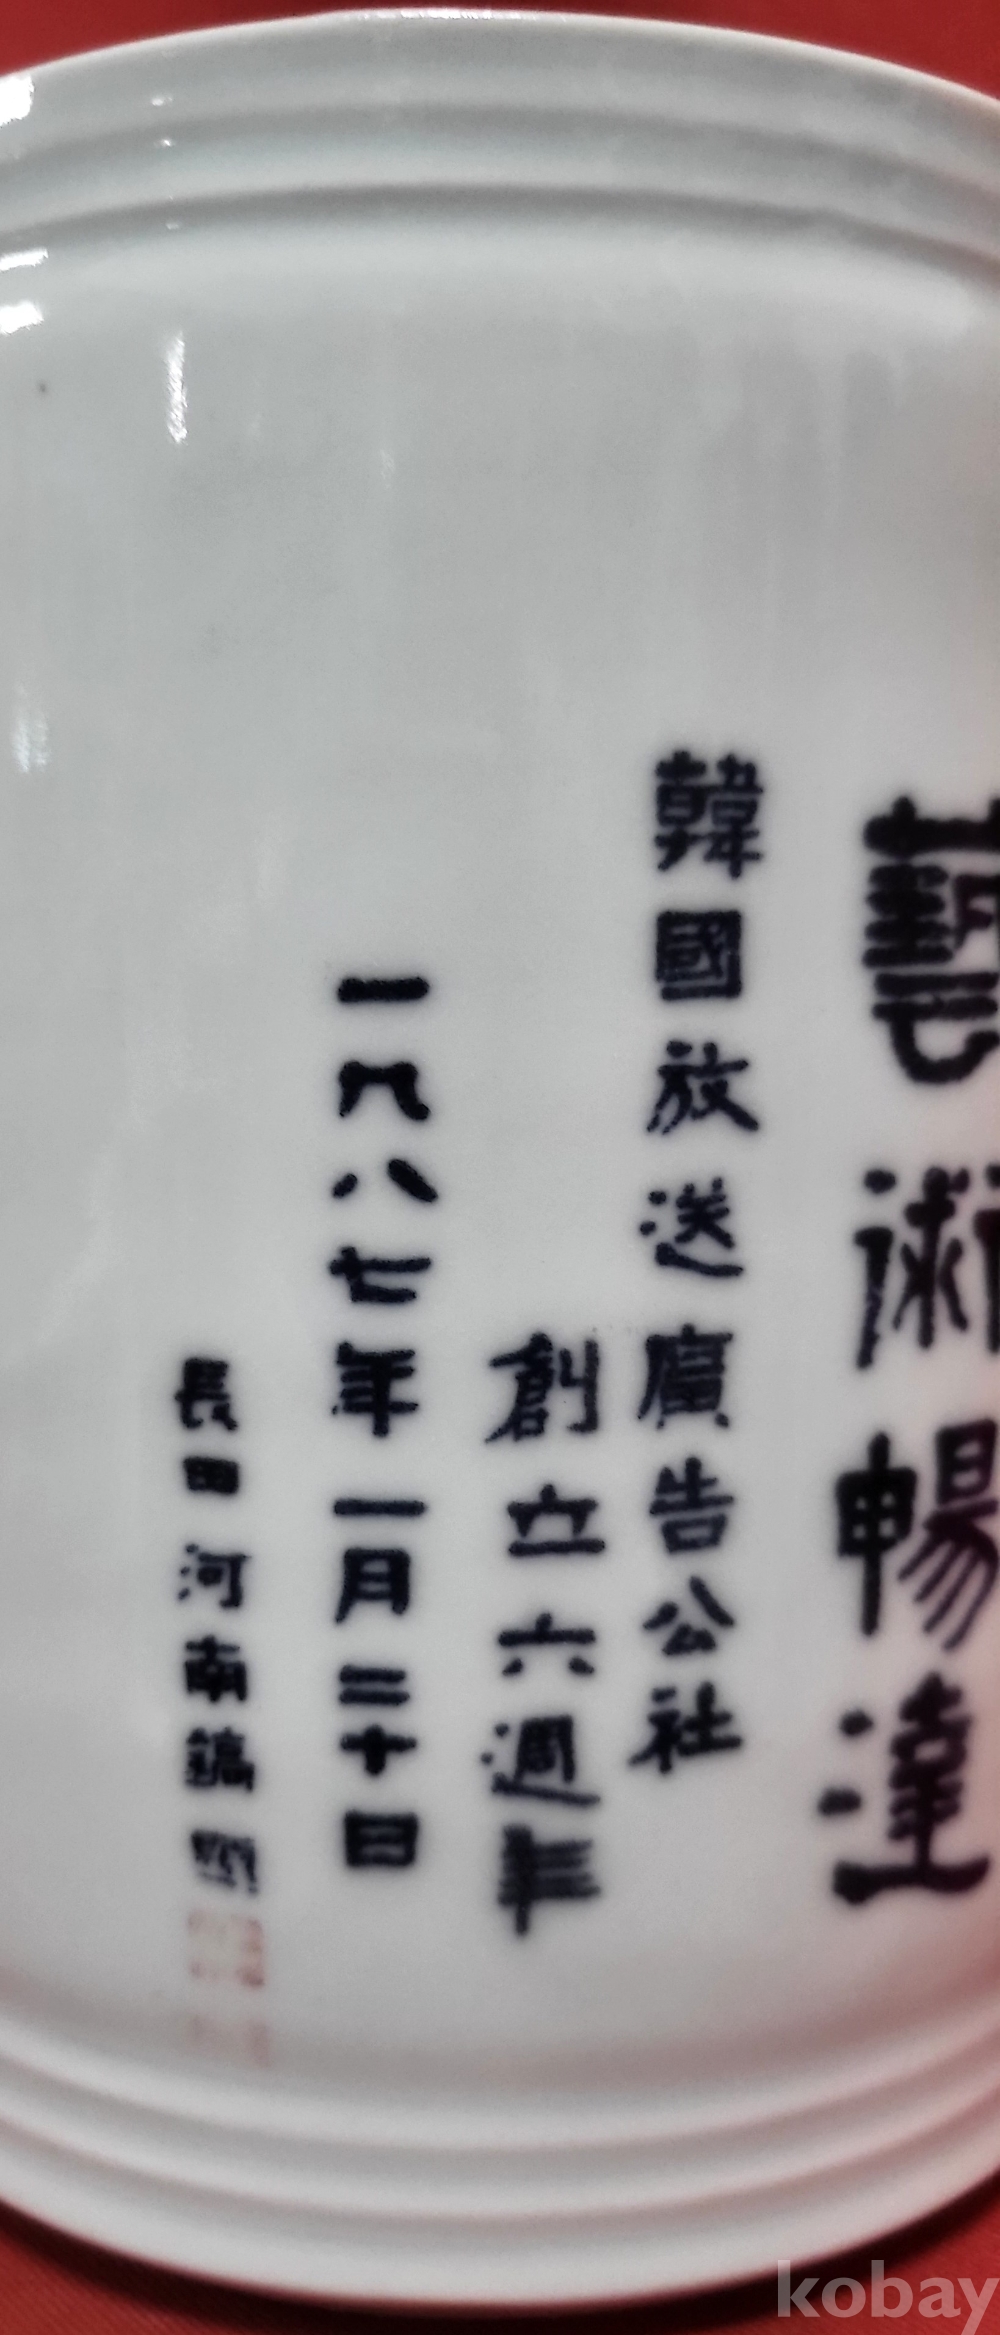 藝術暢達
韓國放送廣告公社
創立六週年
一九八七年一月二十日
長田 河南鎬
kobay